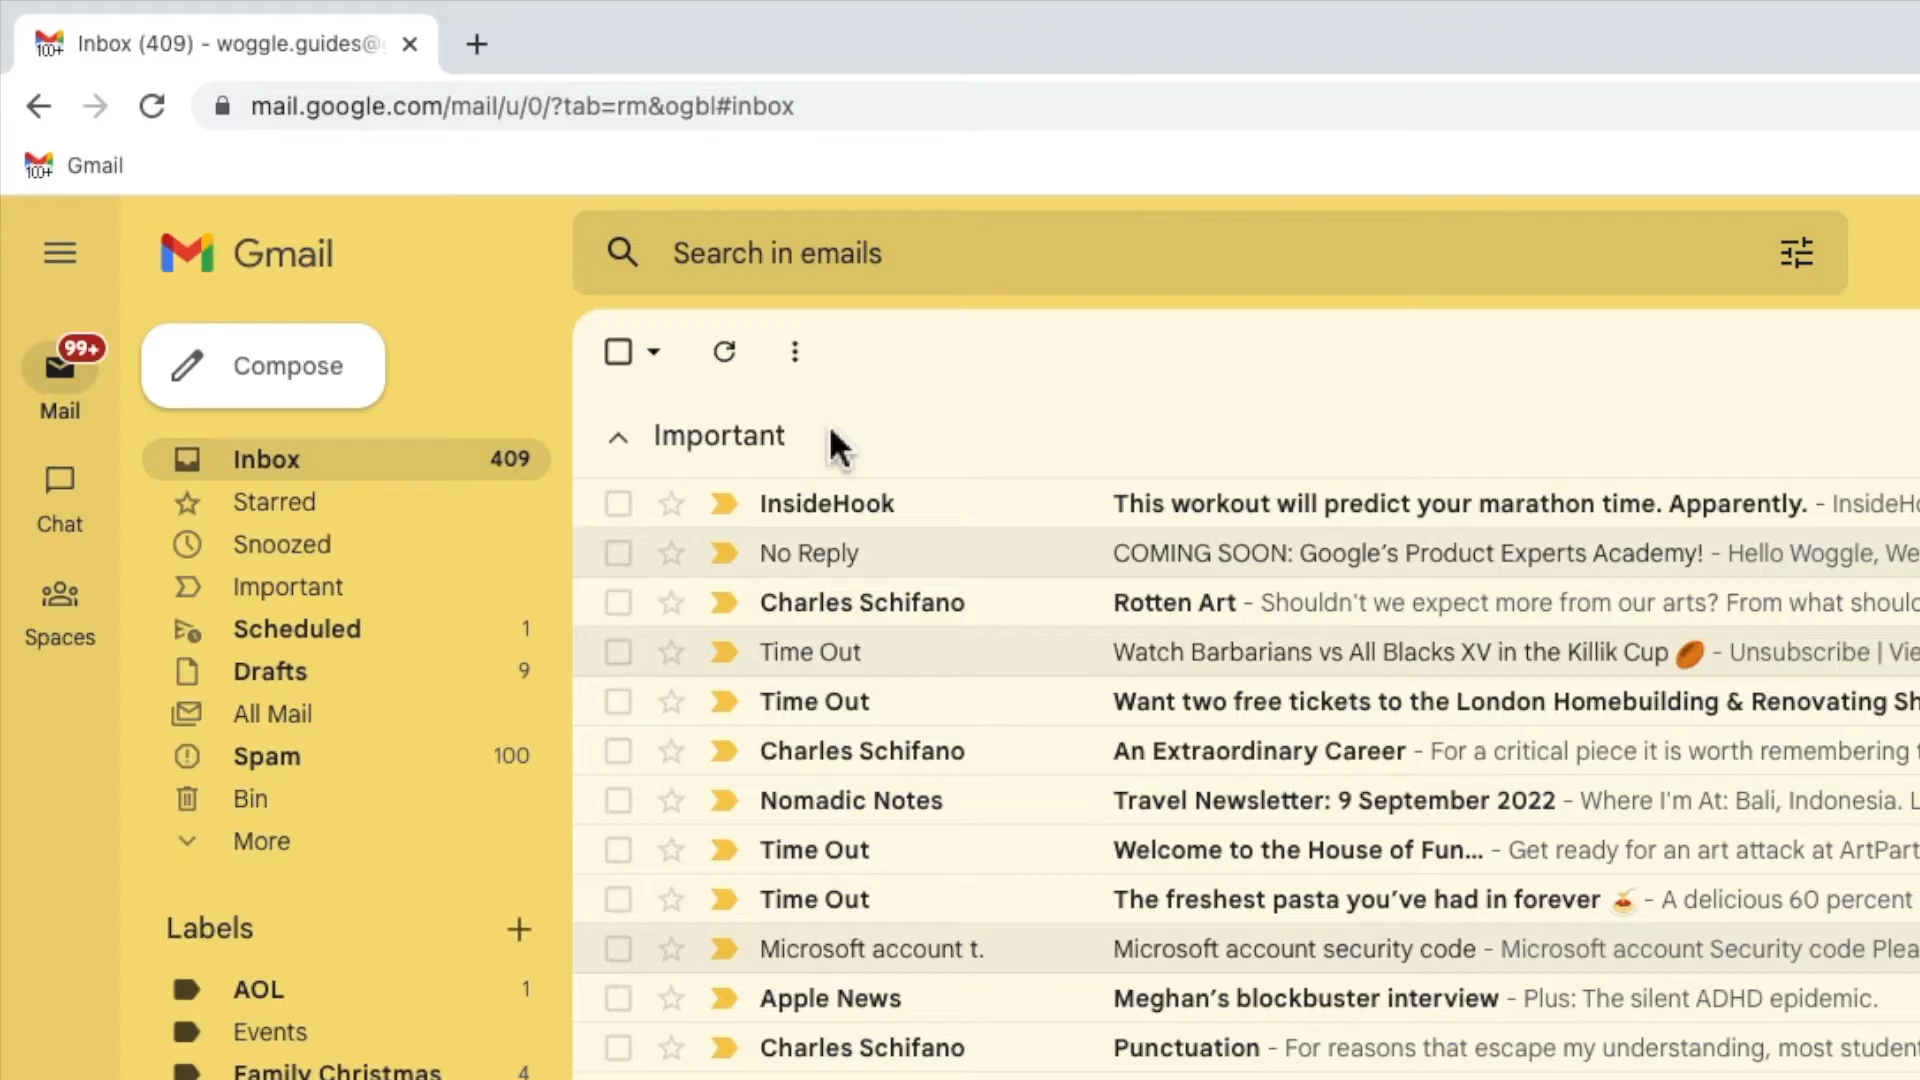 Inbox (409) - woggle.guides@
mail.google.com/mail/u/0/?tab=rm&ogbl#inbox
100+ Gmail
Gmail
Search in emails
99+
Mail
Chat
Spaces
Compose
Inbox 409
Starred
Snoozed
Important
Scheduled 1
Drafts 9
All Mail
Spam 100
Bin
More
Labels
AOL 1
Events
Family Christmas 4
Important
InsideHook This workout will predict your marathon time. Apparently. - InsideHo
No Reply COMING SOON: Google’s Product Experts Academy! - Hello Woggle, We
Charles Schifano Rotten Art - Shouldn't we expect more from our arts? From what should
Time Out Watch Barbarians vs All Blacks XV in the Killik Cup 🏉 - Unsubscribe | Vie
Time Out Want two free tickets to the London Homebuilding & Renovating Sh
Charles Schifano An Extraordinary Career - For a critical piece it is worth remembering t
Nomadic Notes Travel Newsletter: 9 September 2022 - Where I'm At: Bali, Indonesia. L
Time Out Welcome to the House of Fun... - Get ready for an art attack at ArtPart
Time Out The freshest pasta you’ve had in forever 🍝 - A delicious 60 percent
Microsoft account t. Microsoft account security code - Microsoft account Security code Plea
Apple News Meghan’s blockbuster interview - Plus: The silent ADHD epidemic.
Charles Schifano Punctuation - For reasons that escape my understanding, most student